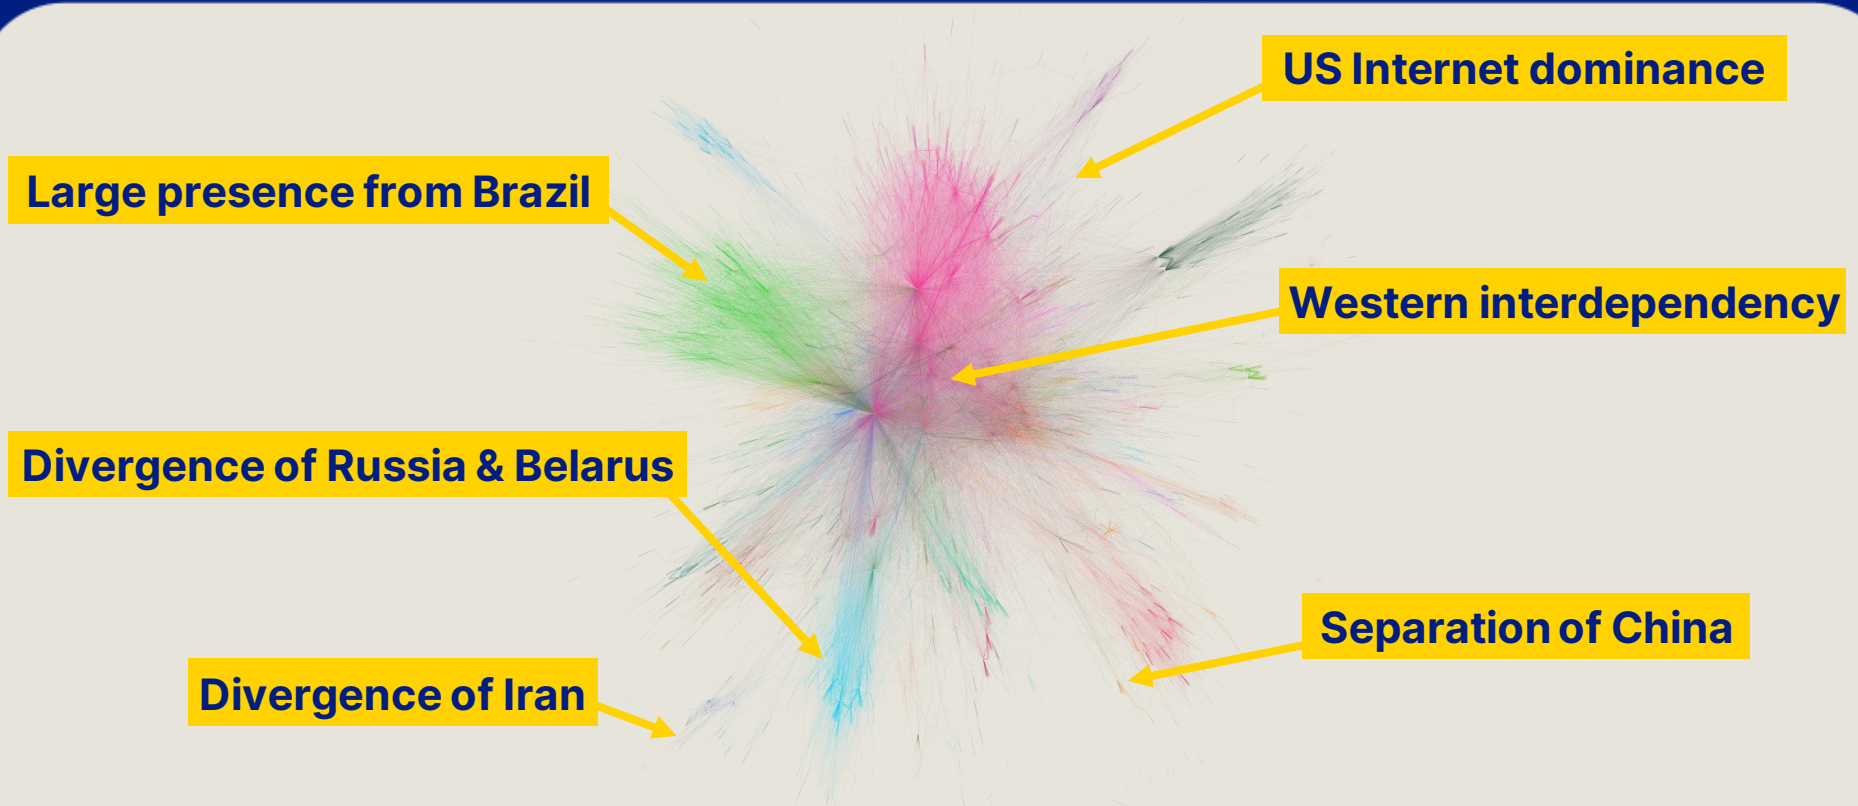 US Internet dominance
Large presence from Brazil
Western interdependency
Divergence of Russia & Belarus
Separation of China
Divergence of Iran